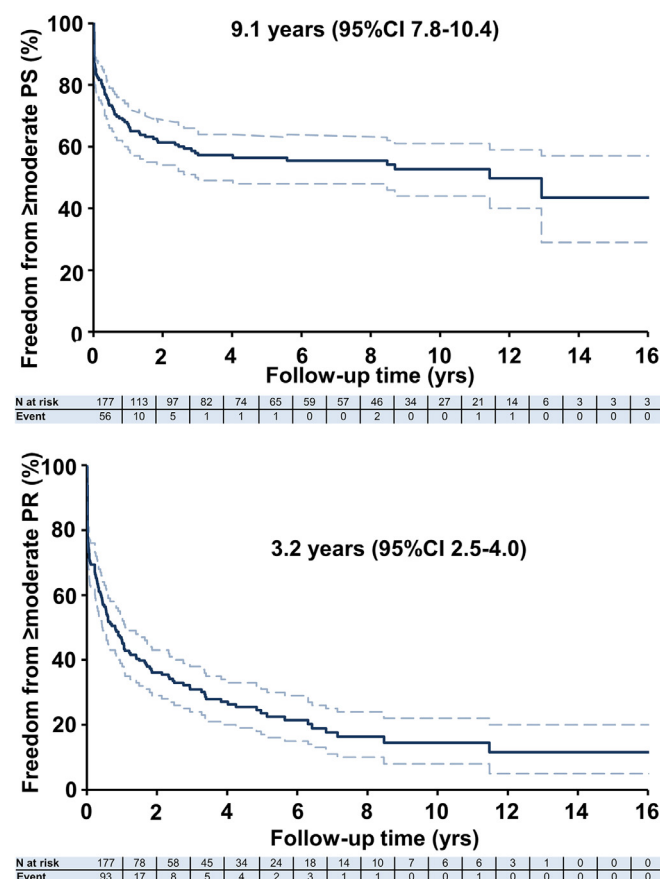 9.1 years (95%CI 7.8-10.4)
Freedom from ≥moderate PS (%)
100
80
60
40
20
0
0 2 4 6 8 10 12 14 16
Follow-up time (yrs)
N at risk 177 113 97 82 74 65 59 57 46 34 27 21 14 6 3 3 3
Event 56 10 5 1 1 1 0 0 2 0 0 1 1 0 0 0 0
3.2 years (95%CI 2.5-4.0)
Freedom from ≥moderate PR (%)
100
80
60
40
20
0
0 2 4 6 8 10 12 14 16
Follow-up time (yrs)
N at risk 177 78 58 45 34 24 18 14 10 7 6 6 3 1 0 0 0
Event 93 17 8 5 4 2 3 1 1 0 0 1 0 0 0 0 0